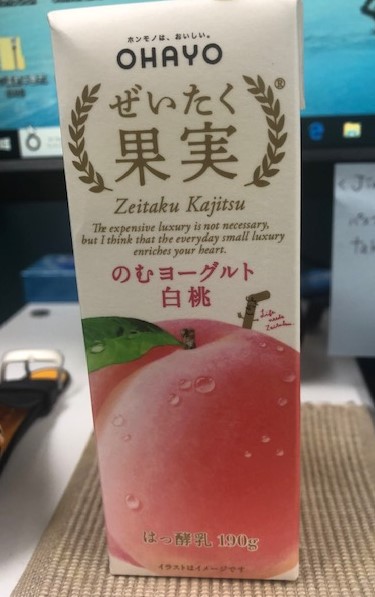 ホンモノは、おいしい。
OHAYO
ぜいたく
果実
®
Zeitaku Kajitsu
The expensive luxury is not necessary,
but I think that the everyday small luxury
enriches your heart.
のむヨーグルト
白桃
Life
needs
Zeitaku.
はっ酵乳 190g
イラストはイメージです